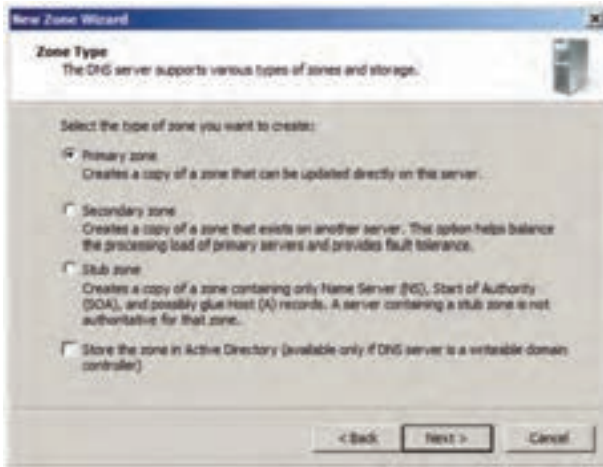 New Zone Wizard
Zone Type
The DNS server supports various types of zones and storage.
Select the type of zone you want to create:
Primary zone
Creates a copy of a zone that can be updated directly on this server.
Secondary zone
Creates a copy of a zone that exists on another server. This option helps balance
the processing load of primary servers and provides fault tolerance.
Stub zone
Creates a copy of a zone containing only Name Server (NS), Start of Authority
(SOA), and possibly glue Host (A) records. A server containing a stub zone is not
authoritative for that zone.
Store the zone in Active Directory (available only if DNS server is a writeable domain
controller)
< Back
Next >
Cancel